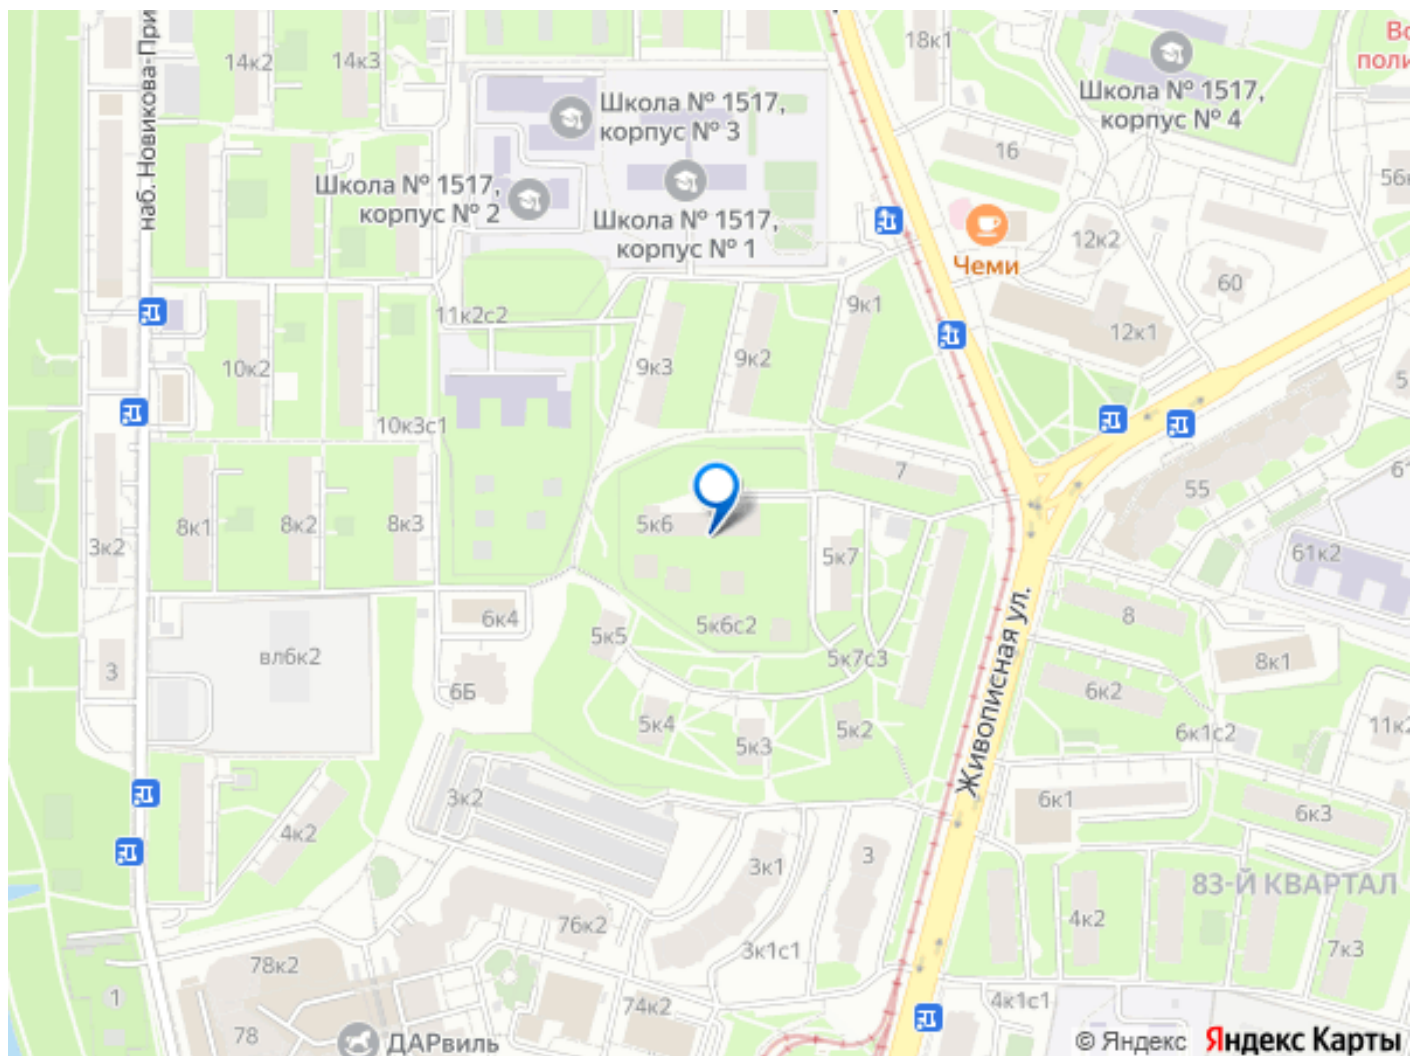 14к2
14к3
18к1
Школа № 1517,
корпус № 3
Школа № 1517,
корпус № 4
наб. Новикова-При
Школа № 1517,
корпус № 2
Школа № 1517,
корпус № 1
16
12к2
Чеми
60
11к2с2
9к1
12к1
10к2
9к3
9к2
10к3с1
7
55
8к1
8к2
8к3
5к6
3к2
5к7
61к2
6к4
5к6с2
5к5
5к7с3
8
8к1
вл6к2
3
6Б
6к2
Живописная ул.
5к4
5к3
5к2
6к1с2
11к2
3к2
6к1
6к3
4к2
3к1
3
83-Й КВАРТАЛ
76к2
4к2
3к1с1
7к3
78к2
1
74к2
4к1с1
78
ДАРвиль
© Яндекс
Яндекс Карты